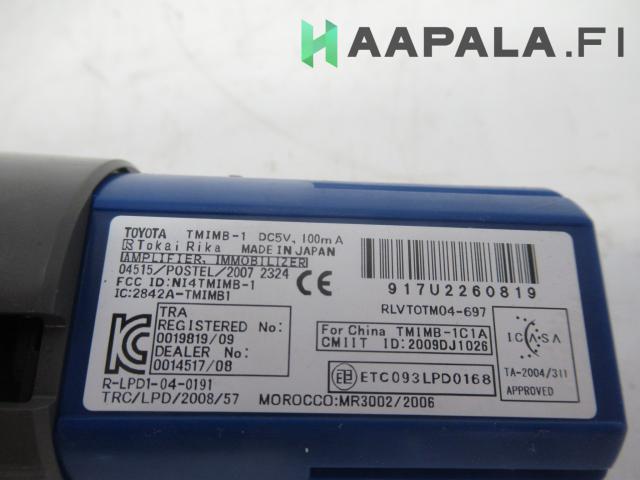 HAAPALA.FI
TOYOTA TMIMB-1 DC5V, 100mA
Tokai Rika MADE IN JAPAN
AMPLIFIER, IMMOBILIZER
04515/POSTEL/2007 2324
FCC ID:NI4TMIMB-1
IC:2842A-TMIMB1
CE
917U2260819
RLVTOTM04-697
TRA
REGISTERED No:
0019819/09
DEALER No:
0014517/08
For China TMIMB-1C1A
CMIIT ID:2009DJ1026
ETC093LPD0168
ICASA
TA-2004/311
APPROVED
R-LPD1-04-0191
TRC/LPD/2008/57 MOROCCO:MR3002/2006